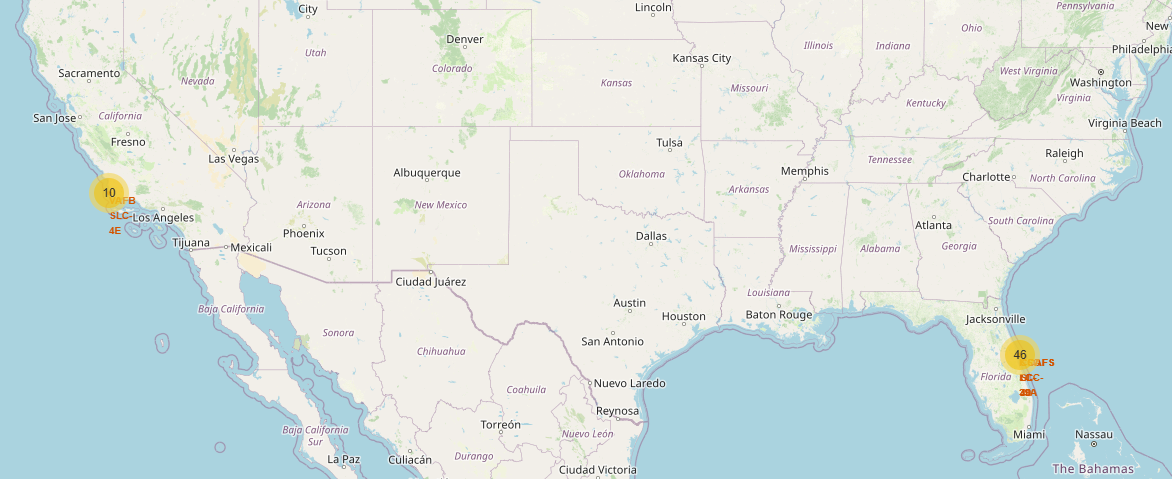 City
Lincoln
Pennsylvania
New
Ohio
Illinois
Indiana
Denver
Utah
Colorado
Philadelphia
Kansas City
Sacramento
Nevada
Kansas
Missouri
West Virginia
Washington
Virginia
Kentucky
California
San Jose
Virginia Beach
Fresno
Tulsa
Las Vegas
Raleigh
Tennessee
Memphis
Albuquerque
Oklahoma
Charlotte
North Carolina
Arkansas
10
AFB
Arizona
New Mexico
SLC-
Los Angeles
4E
South Carolina
Atlanta
Phoenix
Dallas
Tijuana
Mexicali
Georgia
Mississippi
Alabama
Tucson
Ciudad Juárez
Louisiana
Austin
Baja California
Houston
Baton Rouge
Jacksonville
Sonora
San Antonio
Chihuahua
46
AFS
Florida
Nuevo Laredo
Coahuila
Reynosa
Torreón
Baja California
Sur
Nuevo León
Miami
Nassau
Durango
La Paz
Culiacán
Ciudad Victoria
The Bahamas